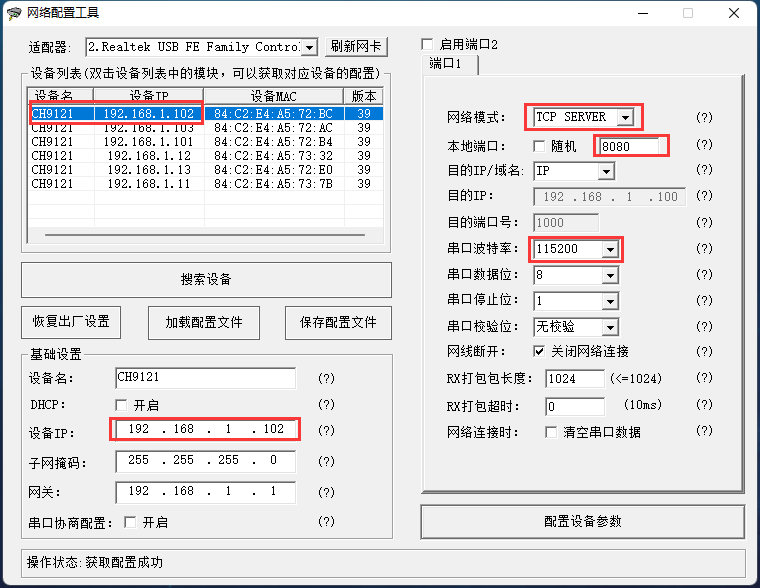 网络配置工具
适配器: 2.Realtek USB FE Family Contro 刷新网卡
设备列表(双击设备列表中的模块，可以获取对应设备的配置)
设备名 设备IP 设备MAC 版本
CH9121 192.168.1.102 84:C2:E4:A5:72:BC 39
CH9121 192.168.1.103 84:C2:E4:A5:72:AC 39
CH9121 192.168.1.101 84:C2:E4:A5:72:B4 39
CH9121 192.168.1.12 84:C2:E4:A5:73:32 39
CH9121 192.168.1.13 84:C2:E4:A5:72:E0 39
CH9121 192.168.1.11 84:C2:E4:A5:73:7B 39
搜索设备
恢复出厂设置 加载配置文件 保存配置文件
基础设置
设备名: CH9121 (?)
DHCP: 开启 (?)
设备IP: 192 .168 . 1 . 102 (?)
子网掩码: 255 .255 .255 . 0 (?)
网关: 192 .168 . 1 . 1 (?)
串口协商配置: 开启 (?)
启用端口2
端口1
网络模式: TCP SERVER (?)
本地端口: 随机 8080 (?)
目的IP/域名: IP (?)
目的IP: 192 .168 . 1 .100 (?)
目的端口号: 1000 (?)
串口波特率: 115200 (?)
串口数据位: 8 (?)
串口停止位: 1 (?)
串口校验位: 无校验 (?)
网线断开: 关闭网络连接 (?)
RX打包包长度: 1024 (<=1024) (?)
RX打包超时: 0 (10ms) (?)
网络连接时: 清空串口数据 (?)
配置设备参数
操作状态:获取配置成功